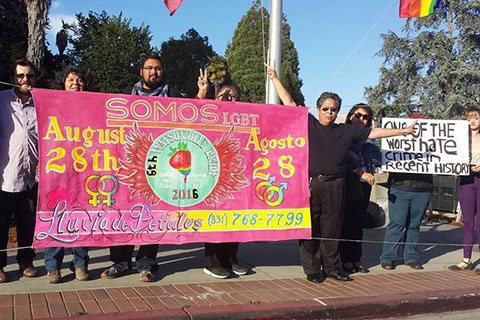 SOMOS LGBT
August
28th
Agosto
28
WATSONVILLE PRIDE
2016
Lluvia de Petalos
(831) 768-7799
ONE OF THE
worst hate
crime in
Recent HISTORY